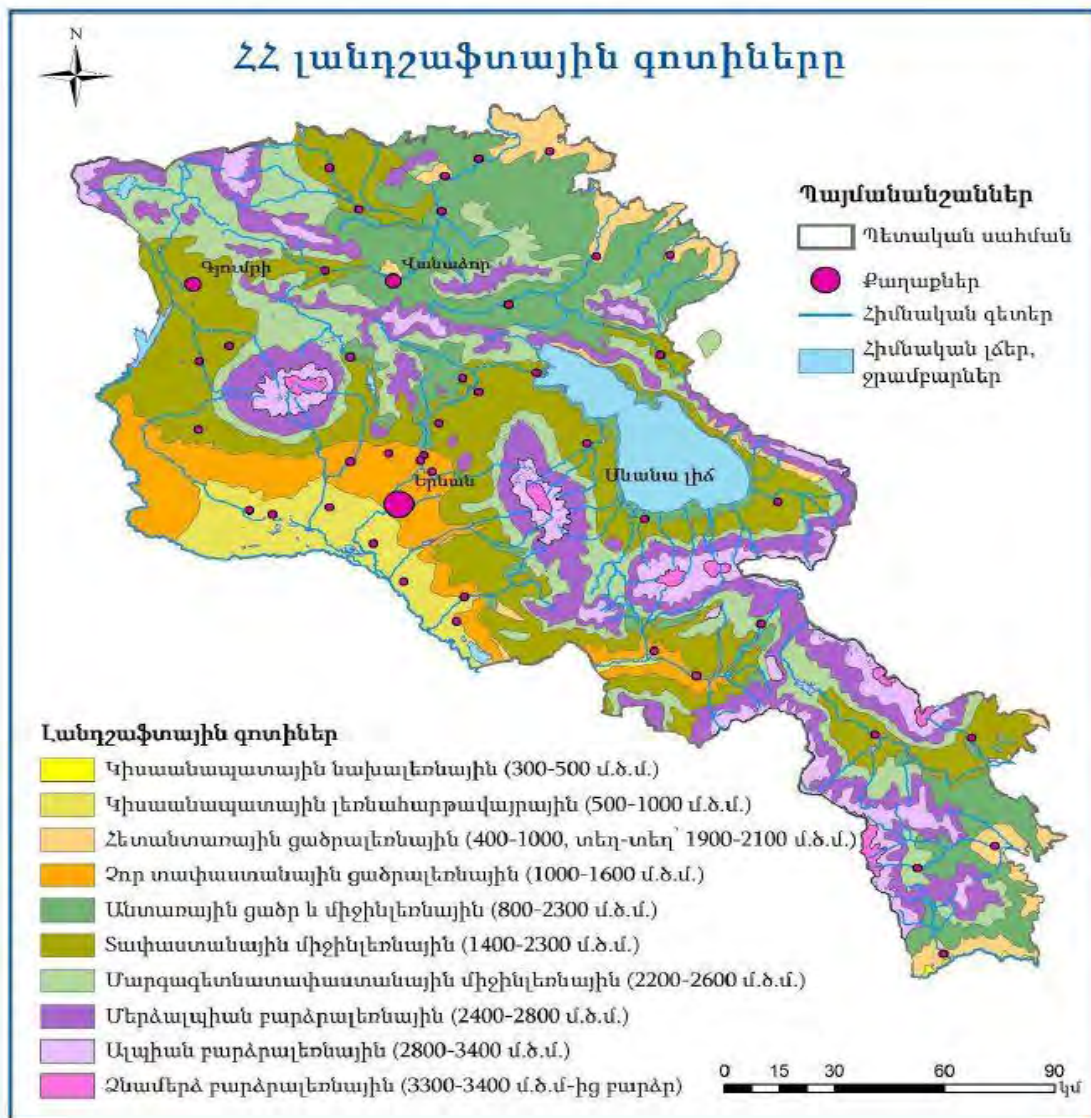 N
ՀՀ լանդշաֆտային գոտիները
Պայմանանշաններ
Պետական սահման
Քաղաքներ
Հիմնական գետեր
Հիմնական լճեր,
ջրամբարներ
Գյումրի
Վանաձոր
Սևանա լիճ
Երևան
Լանդշաֆտային գոտիներ
Կիսաանապատային նախալեռնային (300-500 մ.ծ.մ.)
Կիսաանապատային լեռնահարթավայրային (500-1000 մ.ծ.մ.)
Հետանտառային ցածրալեռնային (400-1000, տեղ-տեղ՝ 1900-2100 մ.ծ.մ.)
Չոր տափաստանային ցածրալեռնային (1000-1600 մ.ծ.մ.)
Անտառային ցածր և միջինլեռնային (800-2300 մ.ծ.մ.)
Տափաստանային միջինլեռնային (1400-2300 մ.ծ.մ.)
Մարգագետնատափաստանային միջինլեռնային (2200-2600 մ.ծ.մ.)
Մերձալպիան բարձրալեռնային (2400-2800 մ.ծ.մ.)
Ալպիան բարձրալեռնային (2800-3400 մ.ծ.մ.)
Ձնամերձ բարձրալեռնային (3300-3400 մ.ծ.մ-ից բարձր)
0 15 30 60 90
կմ